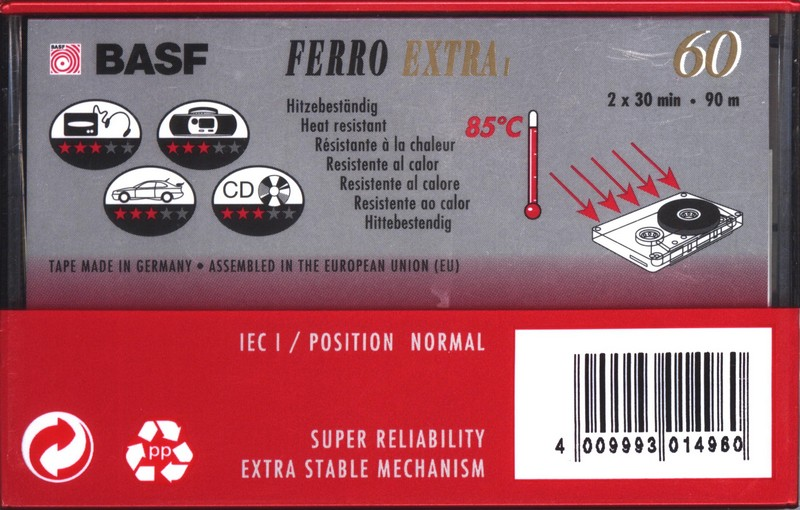 BASF
BASF FERRO EXTRA I 60
2 x 30 min • 90 m
Hitzebeständig
Heat resistant
Résistante à la chaleur
Resistente al calor
Resistente al calore
Resistente ao calor
Hittebestendig
85°C
CD
TAPE MADE IN GERMANY • ASSEMBLED IN THE EUROPEAN UNION (EU)
IEC I / POSITION NORMAL
SUPER RELIABILITY
EXTRA STABLE MECHANISM
pp
4 009993 014960